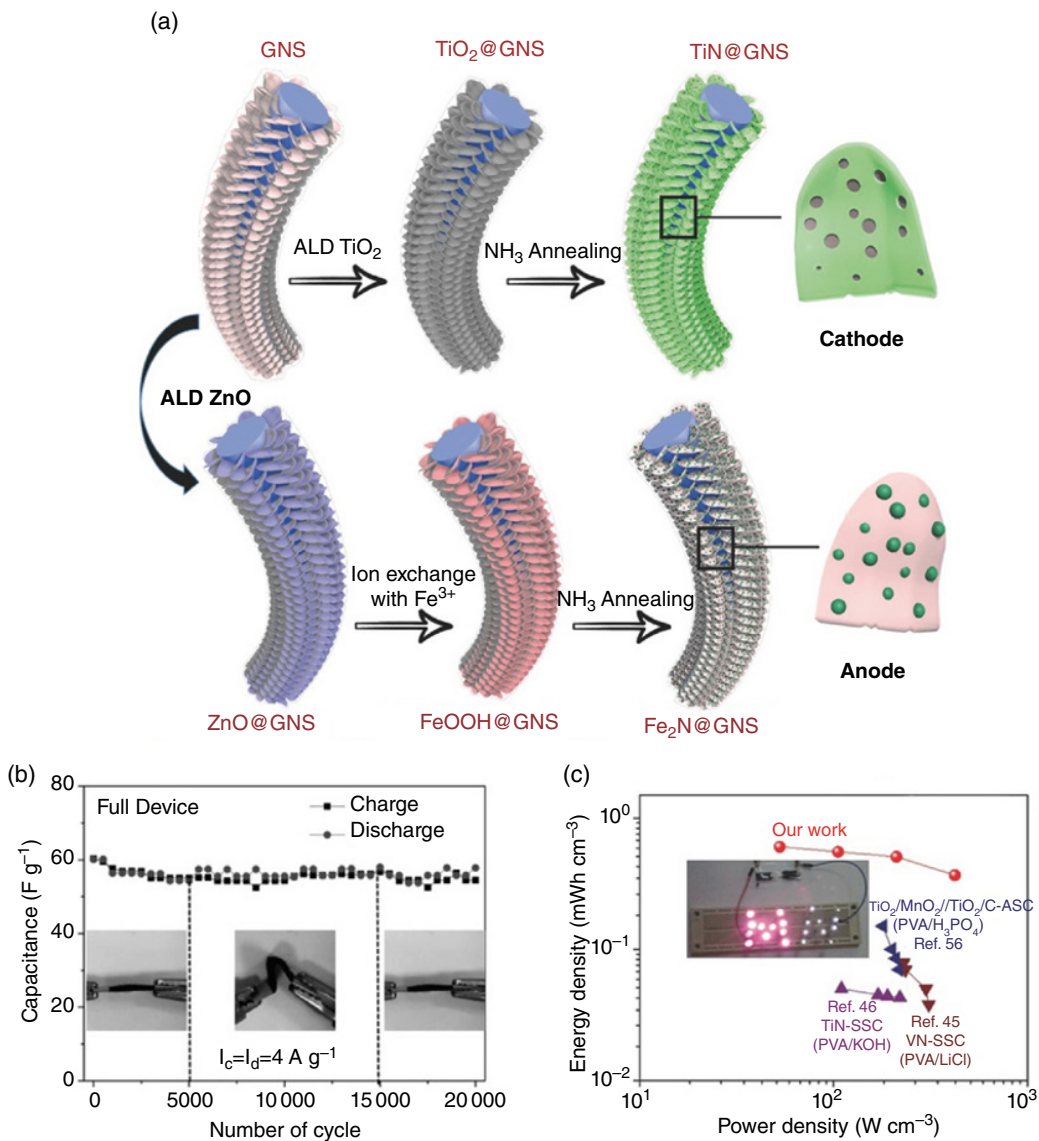 (a)
GNS
TiO₂@GNS
TiN@GNS
ALD TiO₂
NH₃ Annealing
Cathode
ALD ZnO
Ion exchange
with Fe³⁺
NH₃ Annealing
Anode
ZnO@GNS
FeOOH@GNS
Fe₂N@GNS
(b)
80
60
40
20
0
Capacitance (F g⁻¹)
Full Device
Charge
Discharge
I_c=I_d=4 A g⁻¹
0
5000
10 000
15 000
20 000
Number of cycle
(c)
10⁰
10⁻¹
10⁻²
Energy density (mWh cm⁻³)
Our work
TiO₂/MnO₂//TiO₂/C-ASC
(PVA/H₃PO₄)
Ref. 56
Ref. 46
TiN-SSC
(PVA/KOH)
Ref. 45
VN-SSC
(PVA/LiCl)
10¹
10²
10³
Power density (W cm⁻³)